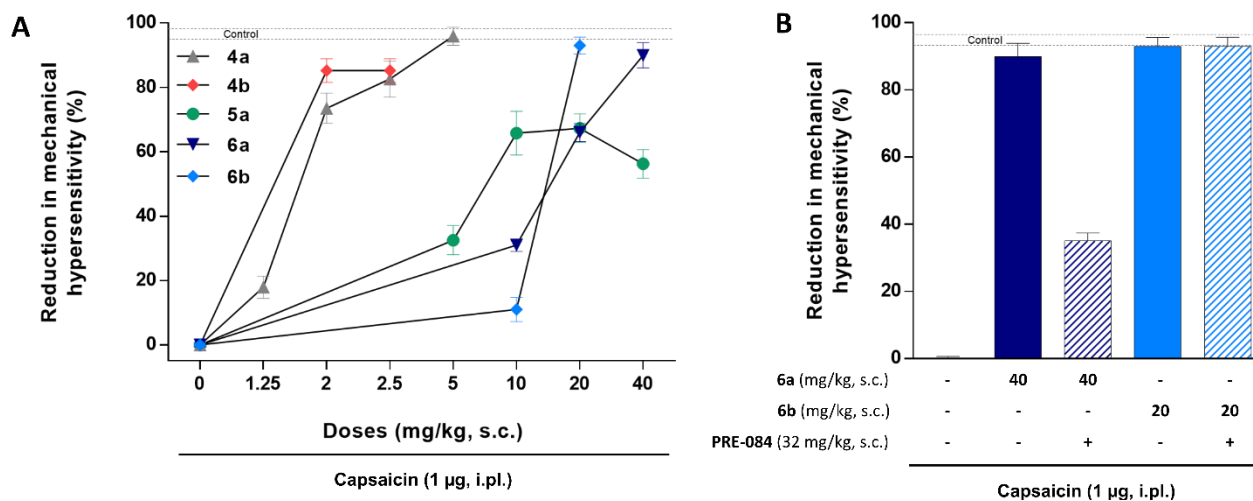 A
Reduction in mechanical
hypersensitivity (%)
100
80
60
40
20
0
Control
4a
4b
5a
6a
6b
0 1.25 2 2.5 5 10 20 40
Doses (mg/kg, s.c.)
Capsaicin (1 µg, i.pl.)
B
Reduction in mechanical
hypersensitivity (%)
100
80
60
40
20
0
Control
6a (mg/kg, s.c.) - 40 40 - -
6b (mg/kg, s.c.) - - - 20 20
PRE-084 (32 mg/kg, s.c.) - - + - +
Capsaicin (1 µg, i.pl.)